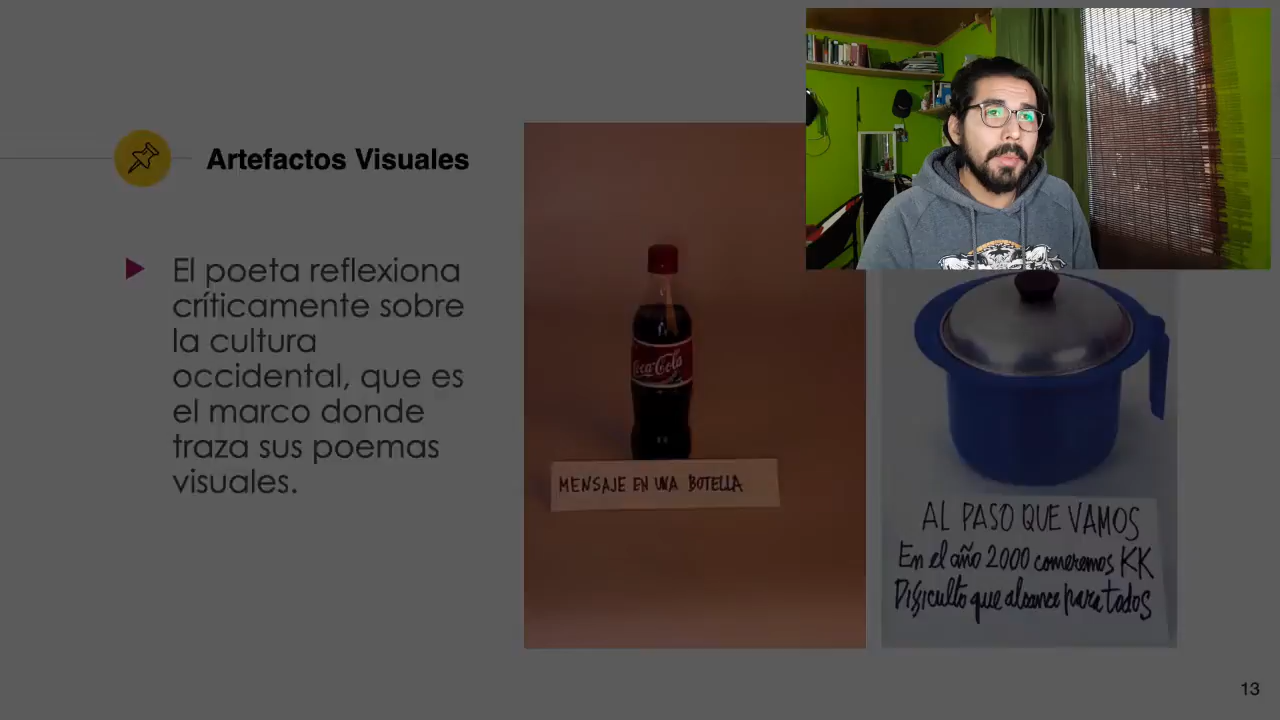 Artefactos Visuales
El poeta reflexiona
críticamente sobre
la cultura
occidental, que es
el marco donde
traza sus poemas
visuales.
Coca-Cola
MENSAJE EN UNA BOTELLA
AL PASO QUE VAMOS
En el año 2000 comeremos KK
Dificulto que alcance para todos
13